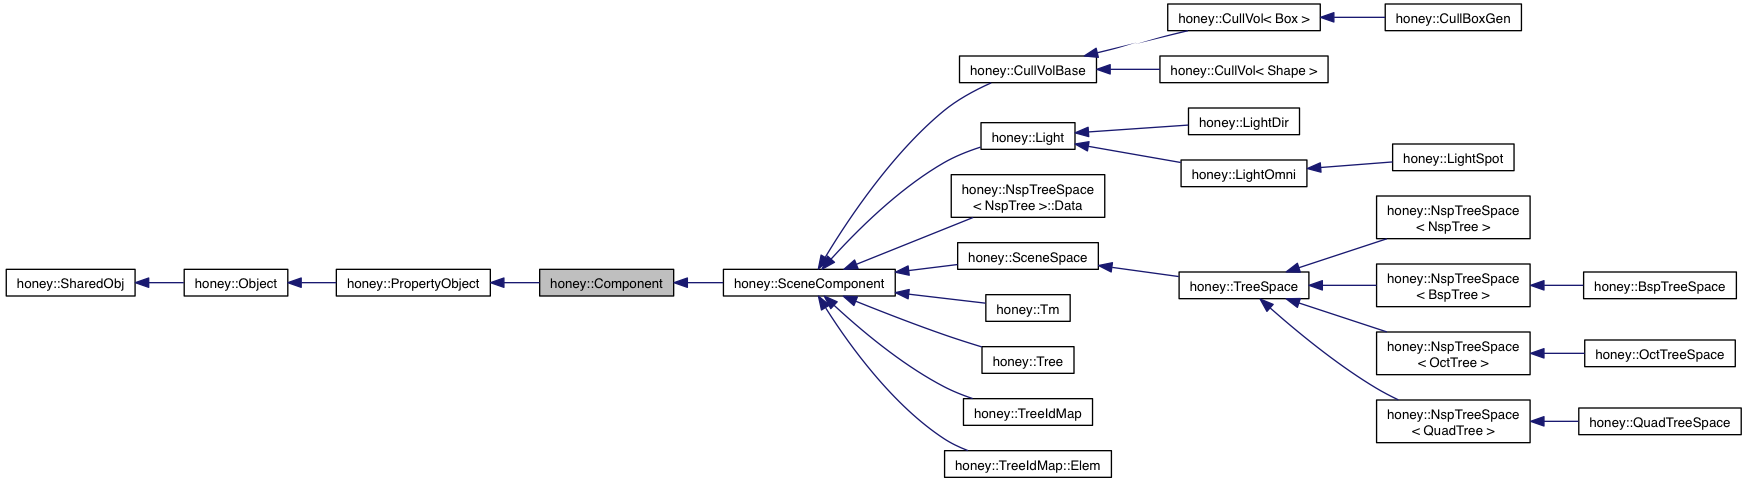 honey::CullVol< Box >
honey::CullBoxGen
honey::CullVolBase
honey::CullVol< Shape >
honey::Light
honey::LightDir
honey::LightOmni
honey::LightSpot
honey::NspTreeSpace
< NspTree >::Data
honey::NspTreeSpace
< NspTree >
honey::SharedObj
honey::Object
honey::PropertyObject
honey::Component
honey::SceneComponent
honey::SceneSpace
honey::TreeSpace
honey::NspTreeSpace
< BspTree >
honey::BspTreeSpace
honey::Tm
honey::NspTreeSpace
< OctTree >
honey::OctTreeSpace
honey::Tree
honey::TreeIdMap
honey::NspTreeSpace
< QuadTree >
honey::QuadTreeSpace
honey::TreeIdMap::Elem